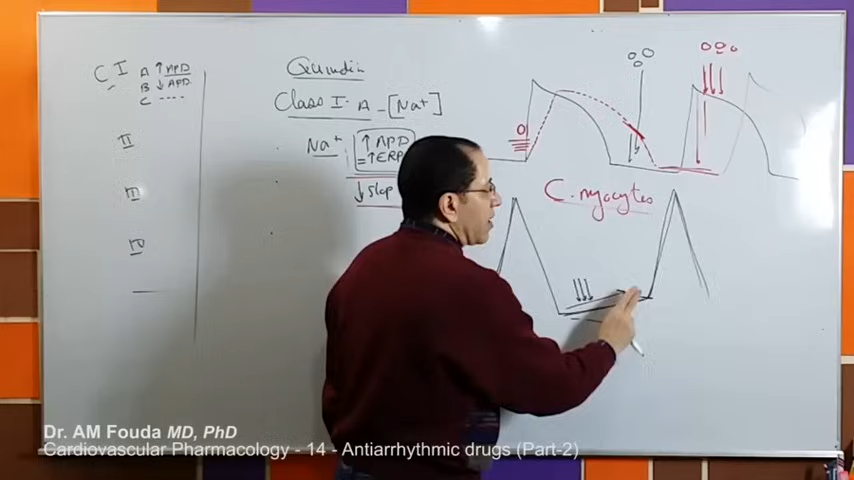 CI A ↑ APD
B ↓ APD
C ----
II
III
IV
Quinidin
Class I A - [Na+]
Na+ ↑ APD
= ↑ ERP
↓ Slop
0
C. myocytes
Dr. AM Fouda MD, PhD
Cardiovascular Pharmacology - 14 - Antiarrhythmic drugs (Part-2)